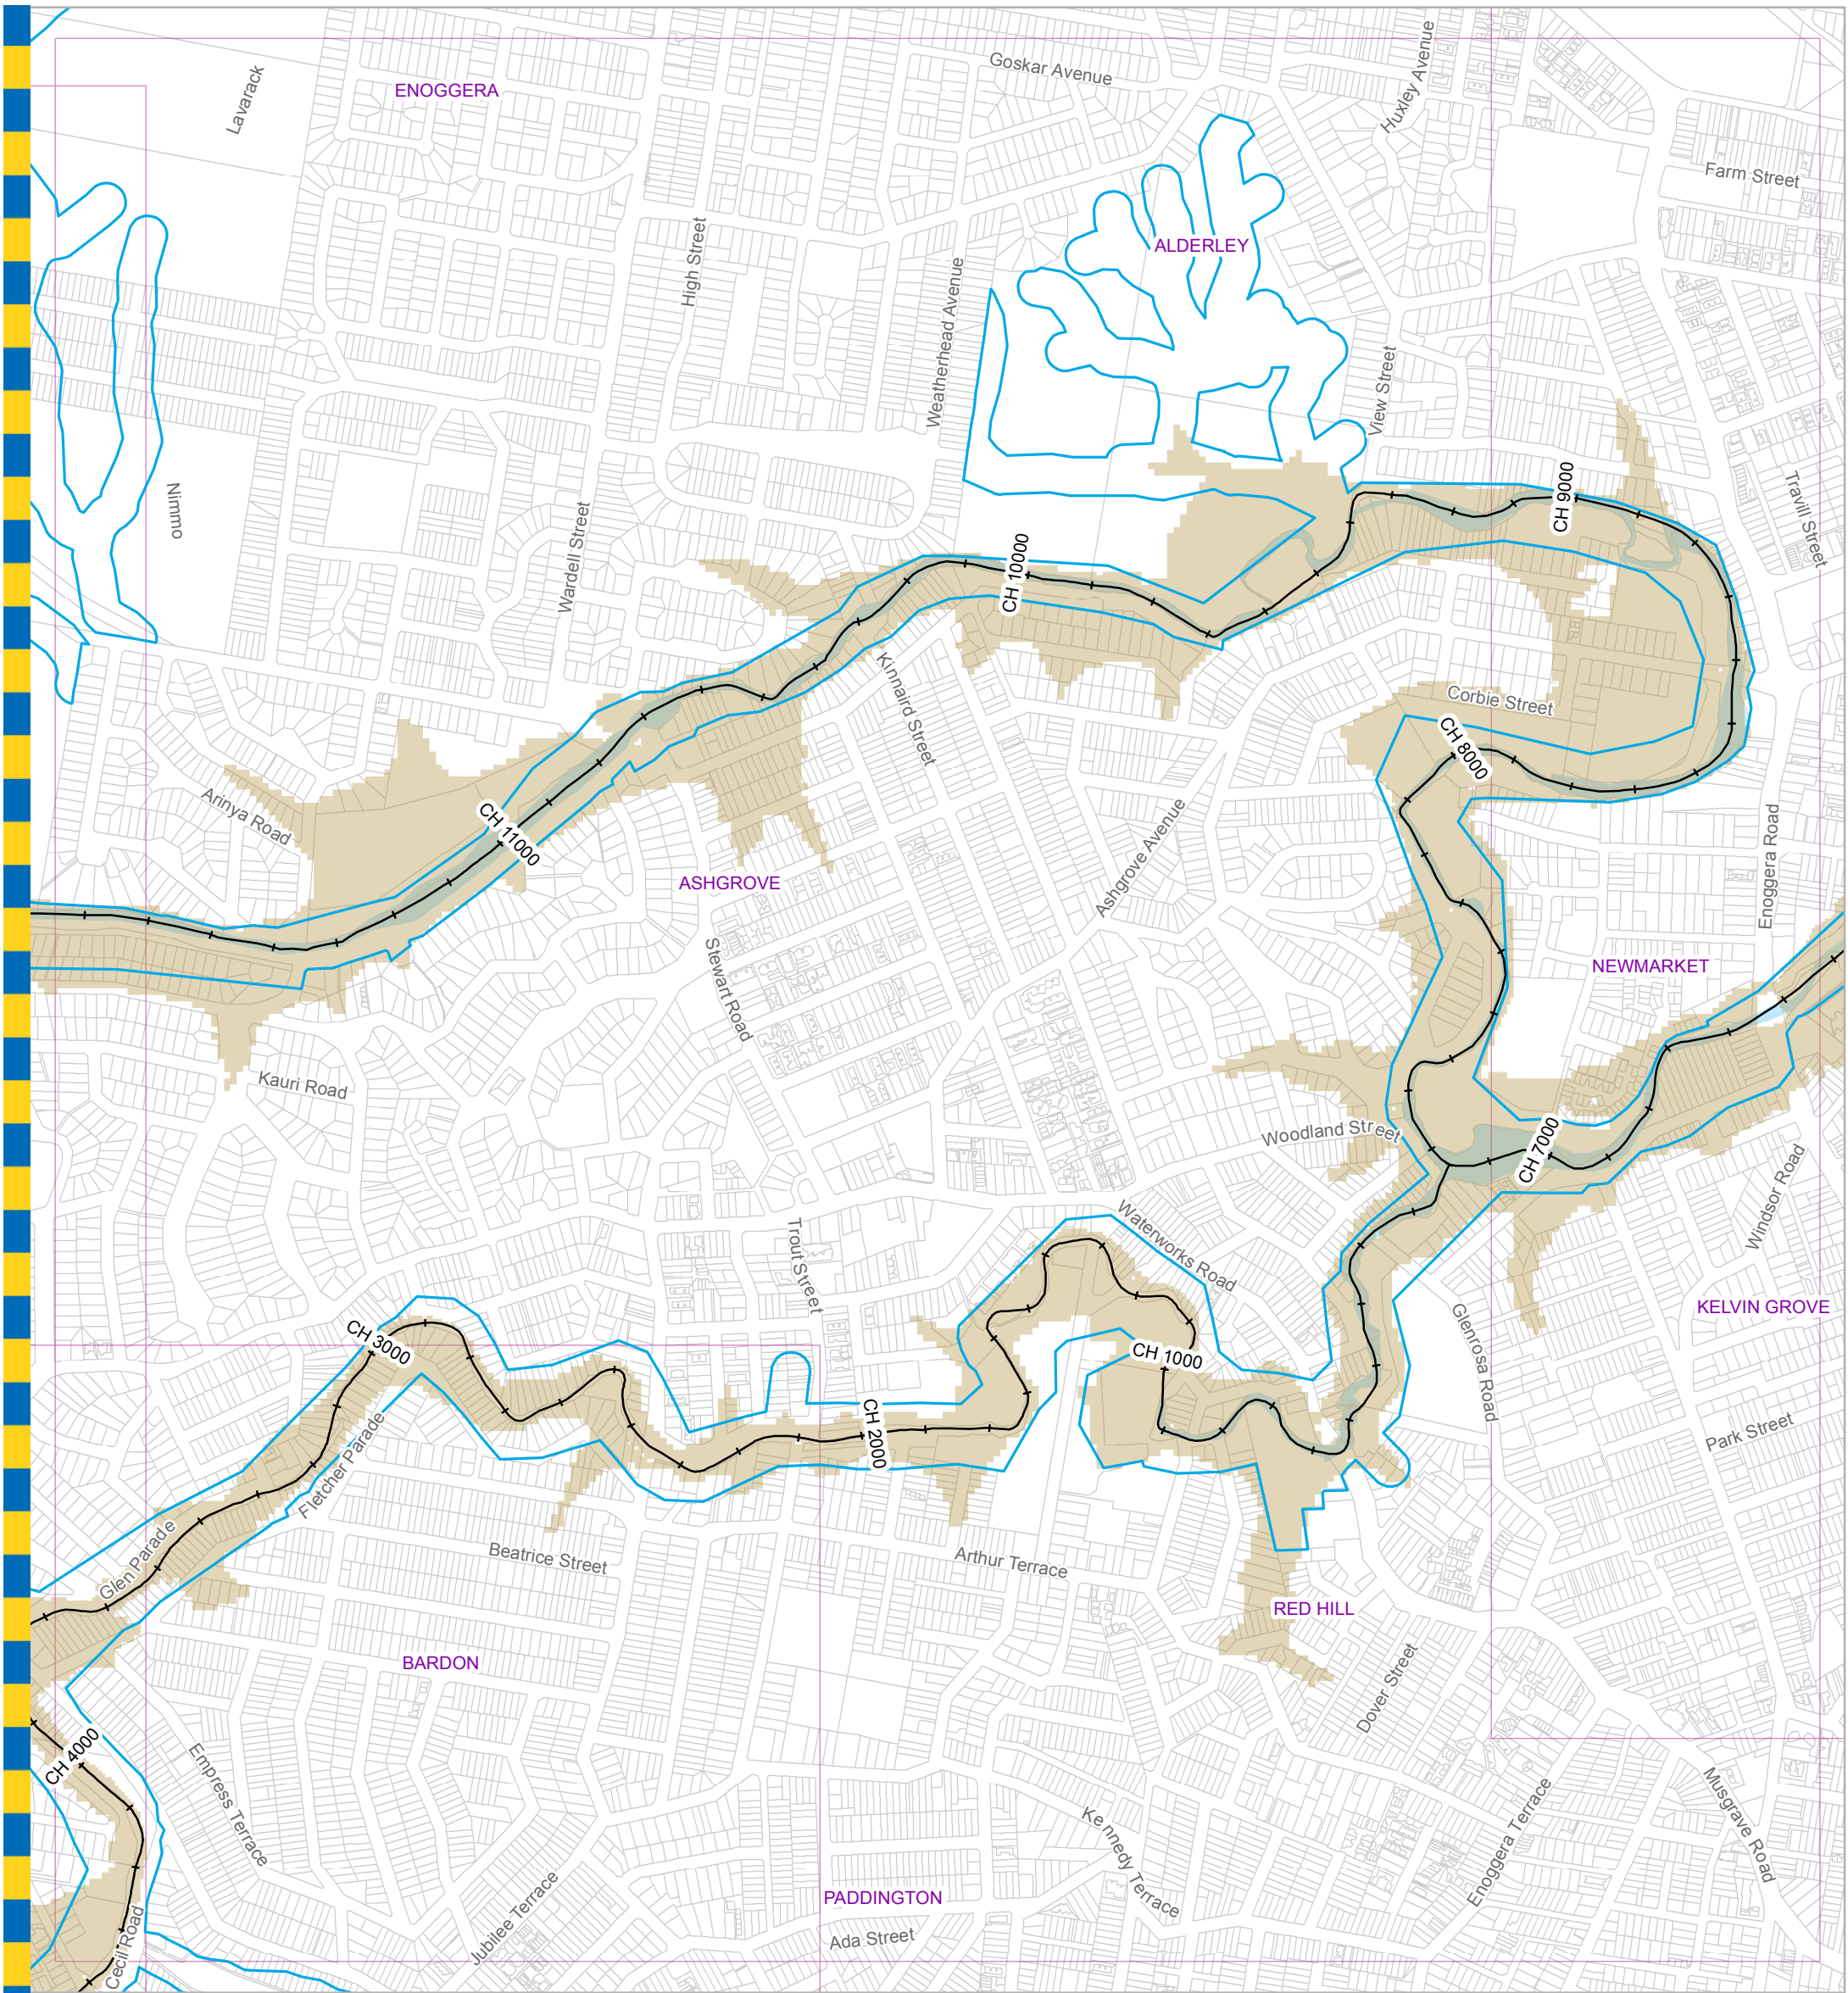 Goskar Avenue
Huxley Avenue
Lavarack
ENOGGERA
Farm Street
High Street
ALDERLEY
Weatherhead Avenue
View Street
Nimmo
Wardell Street
CH 9000
Travill Street
CH 10000
Kinnaird Street
Corbie Street
CH 8000
Arinya Road
CH 11000
ASHGROVE
Ashgrove Avenue
Enoggera Road
Stewart Road
NEWMARKET
Kauri Road
Woodland Street
CH 7000
Windsor Road
Trout Street
Waterworks Road
KELVIN GROVE
CH 3000
CH 1000
Glenrosa Road
CH 2000
Park Street
Fletcher Parade
Glen Parade
Beatrice Street
Arthur Terrace
RED HILL
BARDON
Dover Street
CH 4000
Empress Terrace
Kennedy Terrace
Enoggera Terrace
Musgrave Road
PADDINGTON
Jubilee Terrace
Ada Street
Cecil Road